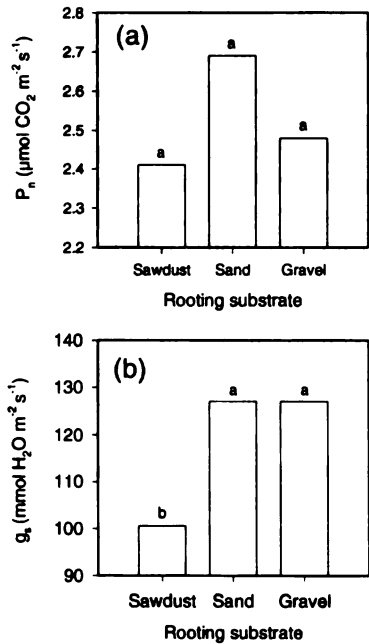 (a)
2.8
2.7
2.6
2.5
2.4
2.3
2.2
Pn (µmol CO2 m-2 s-1)
a
a
a
Sawdust Sand Gravel
Rooting substrate
(b)
140
130
120
110
100
90
gs (mmol H2O m-2 s-1)
b
a
a
Sawdust Sand Gravel
Rooting substrate